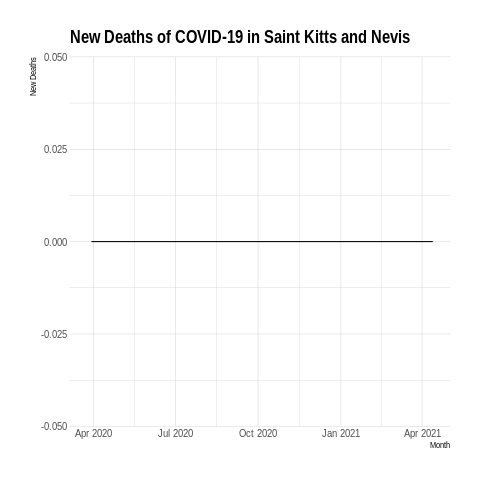 New Deaths of COVID-19 in Saint Kitts and Nevis
New Deaths
0.050
0.025
0.000
-0.025
-0.050
Apr 2020 Jul 2020 Oct 2020 Jan 2021 Apr 2021
Month